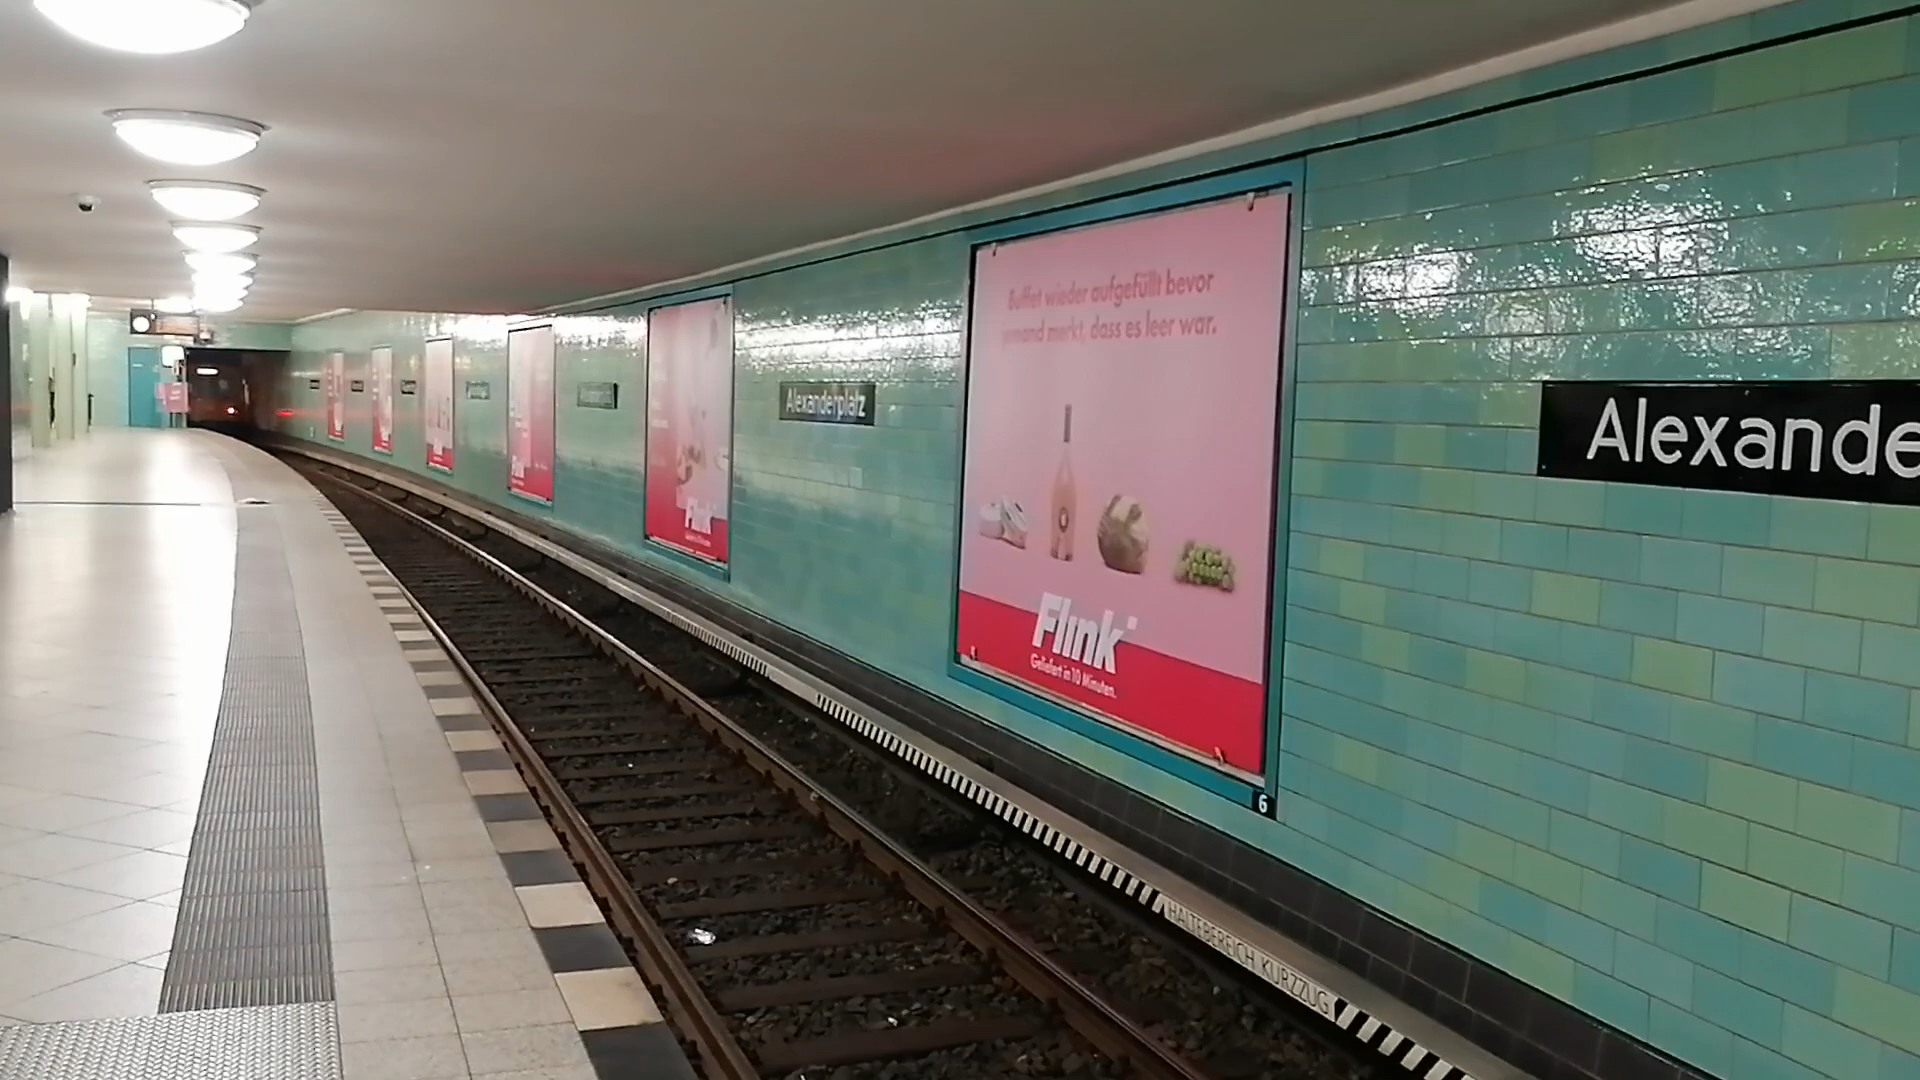 Buffet wieder aufgefüllt bevor
jemand merkt, dass es leer war.
Flink
Geliefert in 10 Minuten.
6
Alexande
Alexanderplatz
Flink
HALTEBEREICH KURZZUG